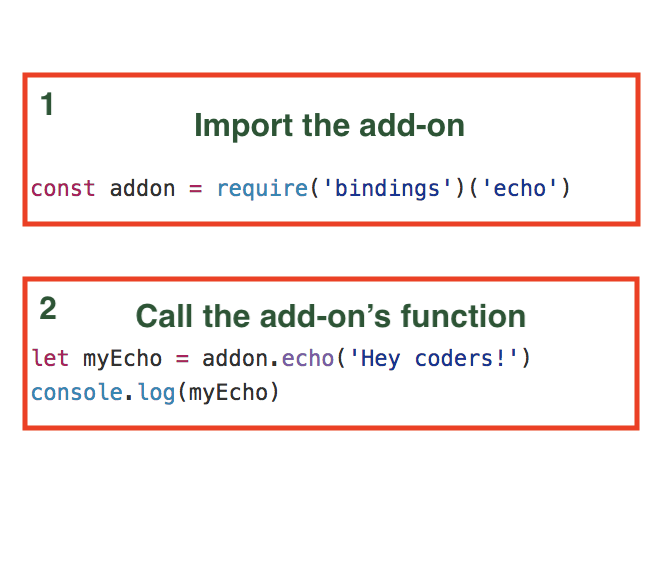 1
Import the add-on
const addon = require('bindings')('echo')
2
Call the add-on’s function
let myEcho = addon.echo('Hey coders!')
console.log(myEcho)